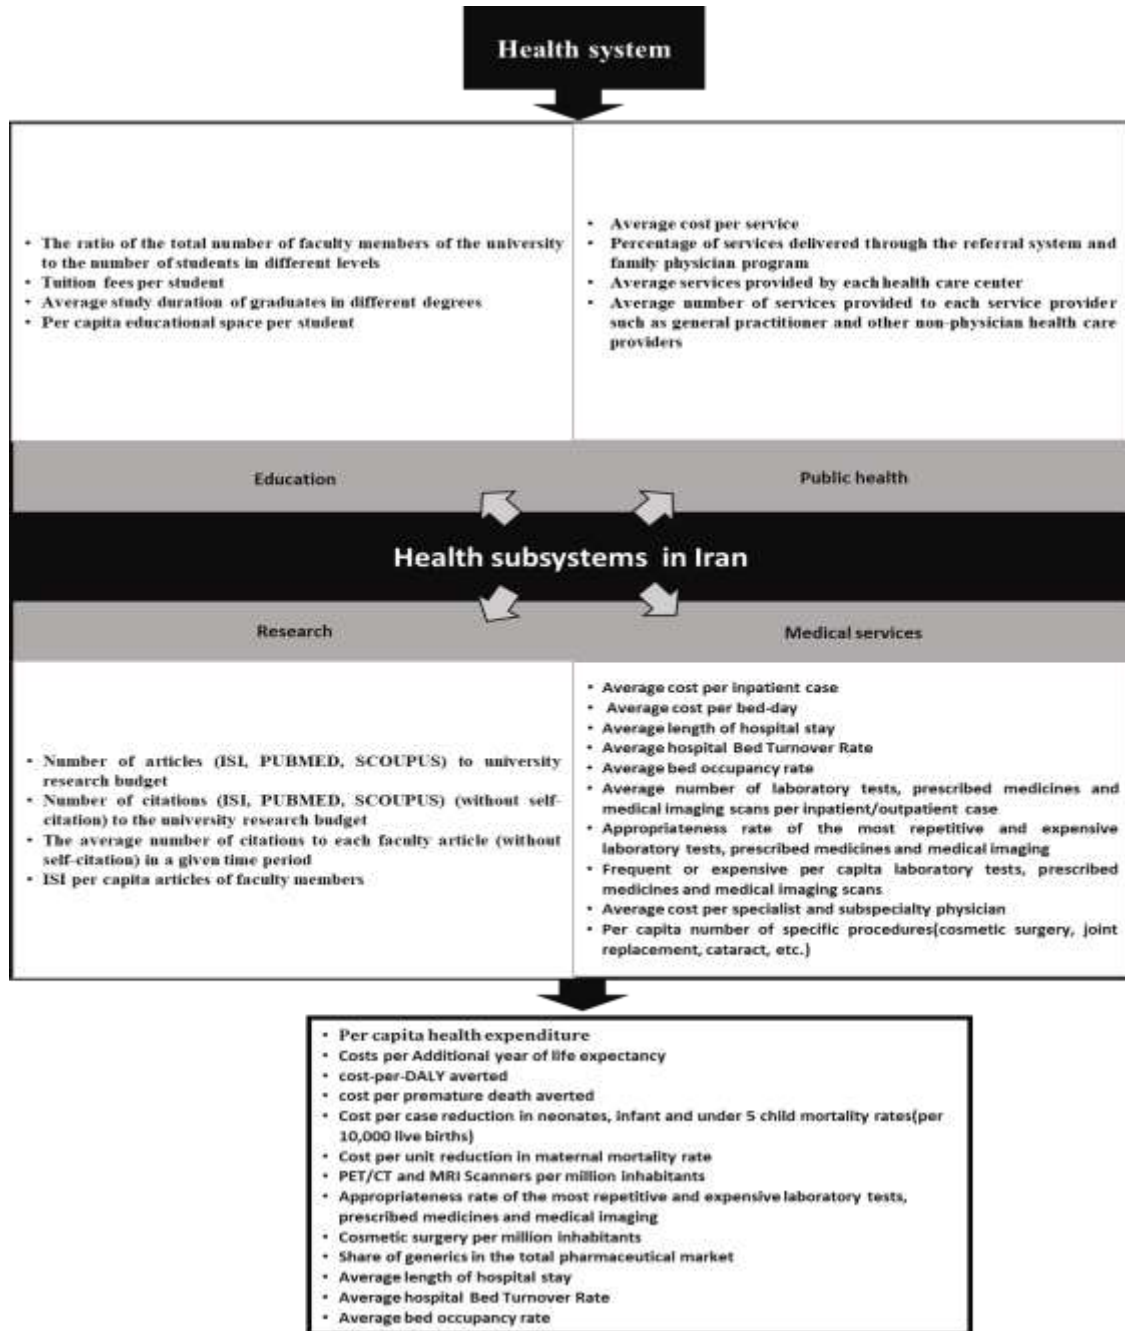 Health system
• The ratio of the total number of faculty members of the university
to the number of students in different levels
• Tuition fees per student
• Average study duration of graduates in different degrees
• Per capita educational space per student
• Average cost per service
• Percentage of services delivered through the referral system and
family physician program
• Average services provided by each health care center
• Average number of services provided to each service provider
such as general practitioner and other non-physician health care
providers
Education
Public health
Health subsystems in Iran
Research
Medical services
• Number of articles (ISI, PUBMED, SCOUPUS) to university
research budget
• Number of citations (ISI, PUBMED, SCOUPUS) (without self-
citation) to the university research budget
• The average number of citations to each faculty article (without
self-citation) in a given time period
• ISI per capita articles of faculty members
• Average cost per inpatient case
• Average cost per bed-day
• Average length of hospital stay
• Average hospital Bed Turnover Rate
• Average bed occupancy rate
• Average number of laboratory tests, prescribed medicines and
medical imaging scans per inpatient/outpatient case
• Appropriateness rate of the most repetitive and expensive
laboratory tests, prescribed medicines and medical imaging
• Frequent or expensive per capita laboratory tests, prescribed
medicines and medical imaging scans
• Average cost per specialist and subspecialty physician
• Per capita number of specific procedures(cosmetic surgery, joint
replacement, cataract, etc.)
• Per capita health expenditure
• Costs per Additional year of life expectancy
• cost-per-DALY averted
• cost per premature death averted
• Cost per case reduction in neonates, infant and under 5 child mortality rates(per
10,000 live births)
• Cost per unit reduction in maternal mortality rate
• PET/CT and MRI Scanners per million inhabitants
• Appropriateness rate of the most repetitive and expensive laboratory tests,
prescribed medicines and medical imaging
• Cosmetic surgery per million inhabitants
• Share of generics in the total pharmaceutical market
• Average length of hospital stay
• Average hospital Bed Turnover Rate
• Average bed occupancy rate